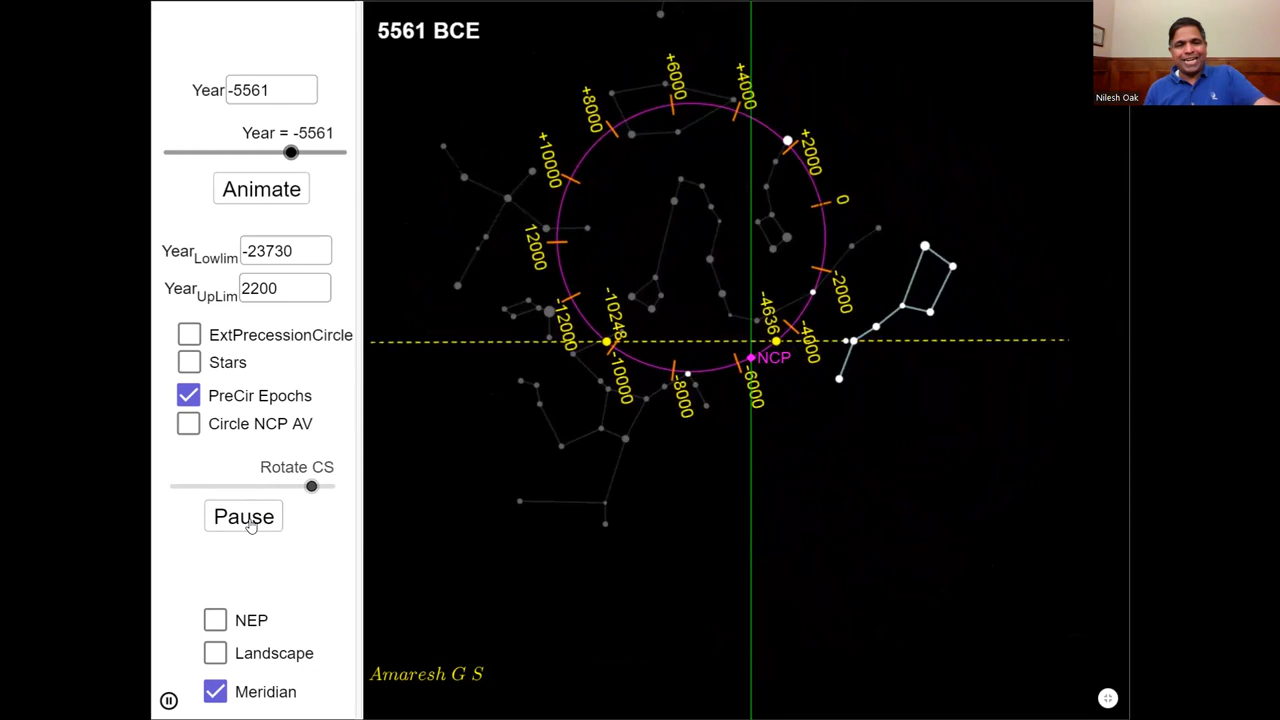 5561 BCE
Year -5561
Year = -5561
Animate
YearLowlim -23730
YearUpLim 2200
ExtPrecessionCircle
Stars
PreCir Epochs
Circle NCP AV
Rotate CS
Pause
NEP
Landscape
Meridian
+6000
+4000
+8000
+2000
+10000
0
12000
-2000
-12000
-10248
-4636
-4000
NCP
-10000
-8000
-6000
Amaresh G S
Nilesh Oak